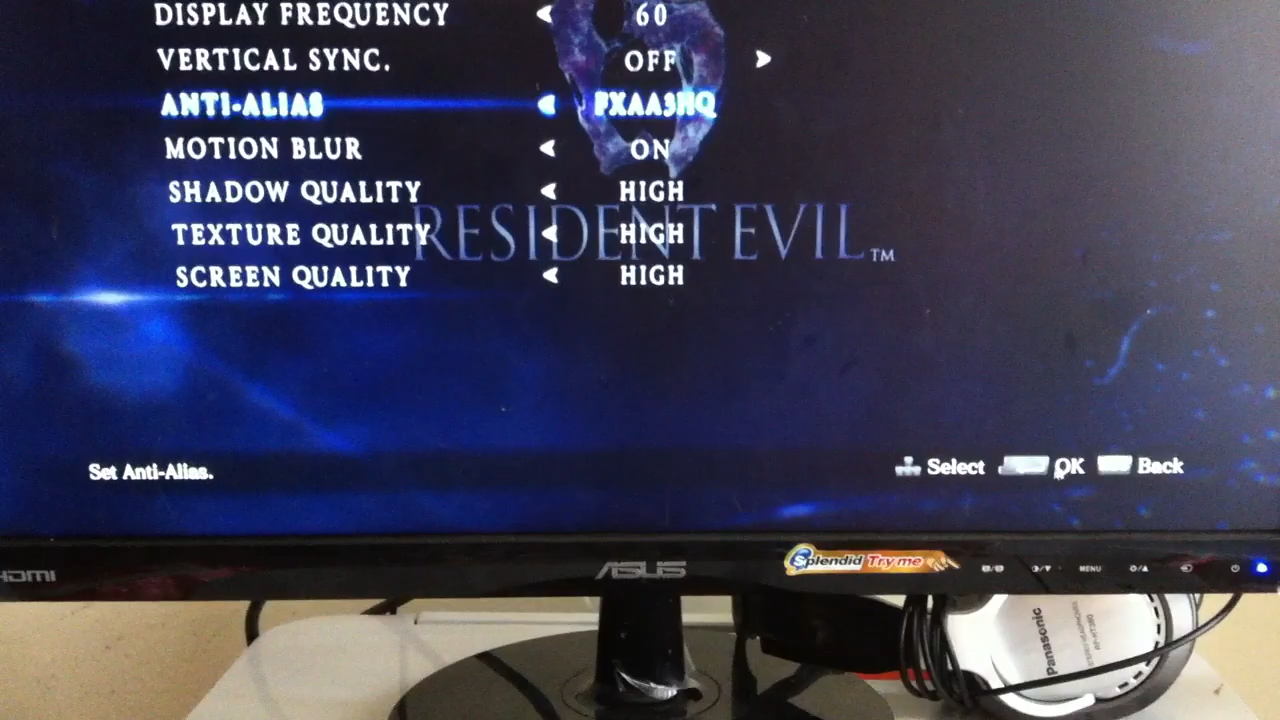 DISPLAY FREQUENCY 60
VERTICAL SYNC. OFF
ANTI-ALIAS FXAA3HQ
MOTION BLUR ON
SHADOW QUALITY HIGH
TEXTURE QUALITY HIGH
RESIDENT EVIL™
SCREEN QUALITY HIGH
Set Anti-Alias.
Select OK Back
HDMI
ASUS
Splendid Try me
MENU
Panasonic